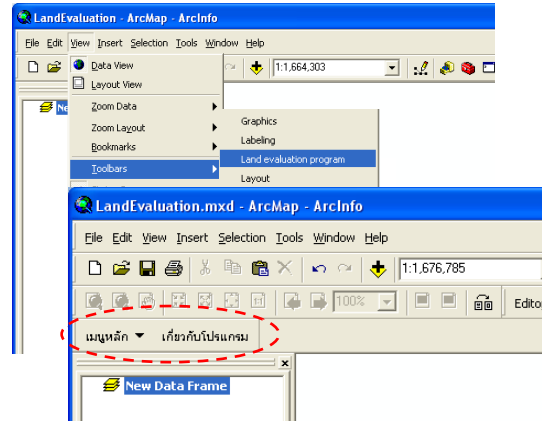 LandEvaluation - ArcMap - ArcInfo
File Edit View Insert Selection Tools Window Help
Data View
1:1,664,303
Layout View
Zoom Data
Zoom Layout
Bookmarks
Toolbars
Graphics
Labeling
Land evaluation program
Layout
LandEvaluation.mxd - ArcMap - ArcInfo
File Edit View Insert Selection Tools Window Help
1:1,676,785
100%
เมนูหลัก เกี่ยวกับโปรแกรม
New Data Frame